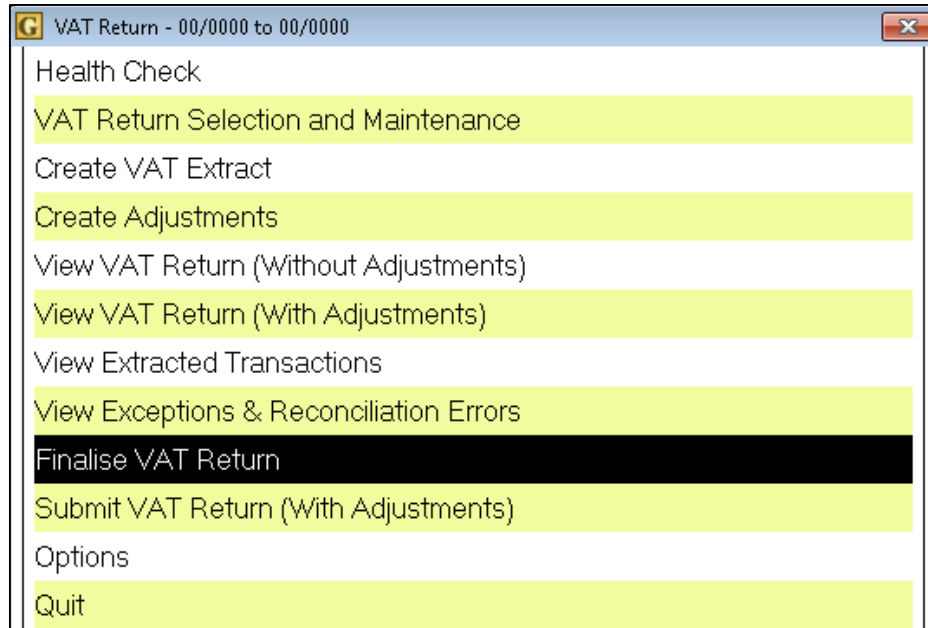 G VAT Return - 00/0000 to 00/0000
Health Check
VAT Return Selection and Maintenance
Create VAT Extract
Create Adjustments
View VAT Return (Without Adjustments)
View VAT Return (With Adjustments)
View Extracted Transactions
View Exceptions & Reconciliation Errors
Finalise VAT Return
Submit VAT Return (With Adjustments)
Options
Quit